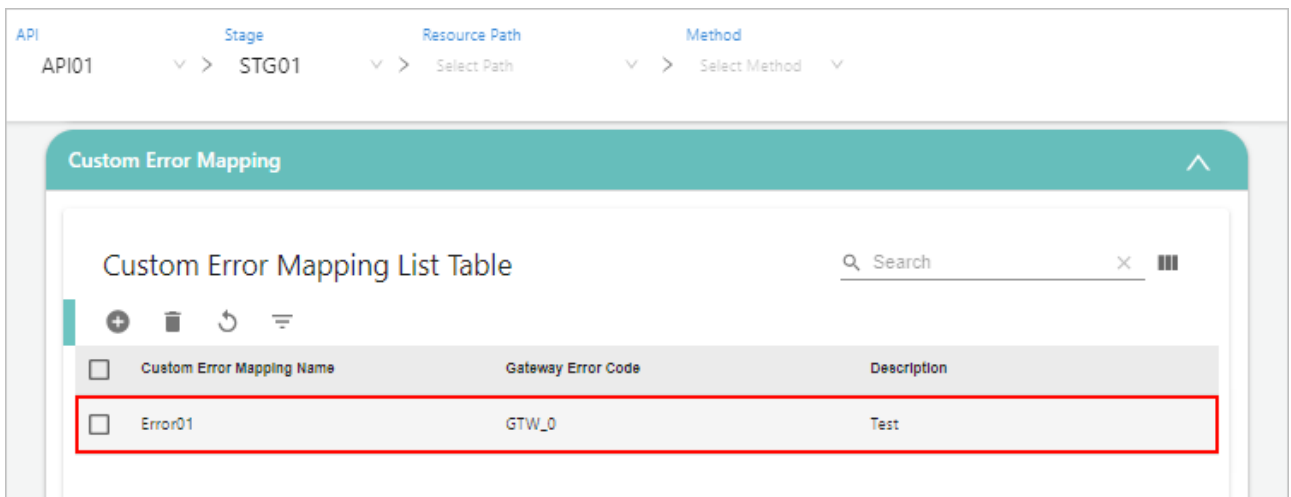 API Stage Resource Path Method
API01 > STG01 > Select Path > Select Method
Custom Error Mapping
Custom Error Mapping List Table
Search
Custom Error Mapping Name Gateway Error Code Description
Error01 GTW_0 Test